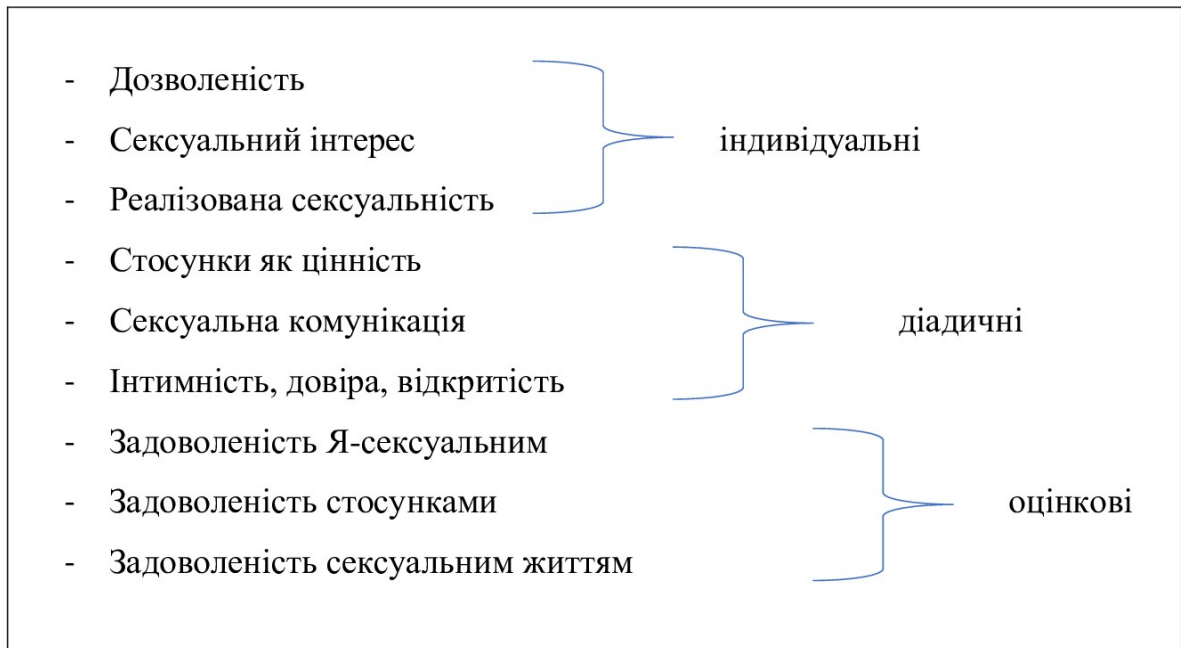 - Дозволеність
- Сексуальний інтерес
індивідуальні
- Реалізована сексуальність
- Стосунки як цінність
- Сексуальна комунікація
діадичні
- Інтимність, довіра, відкритість
- Задоволеність Я-сексуальним
- Задоволеність стосунками
оцінкові
- Задоволеність сексуальним життям